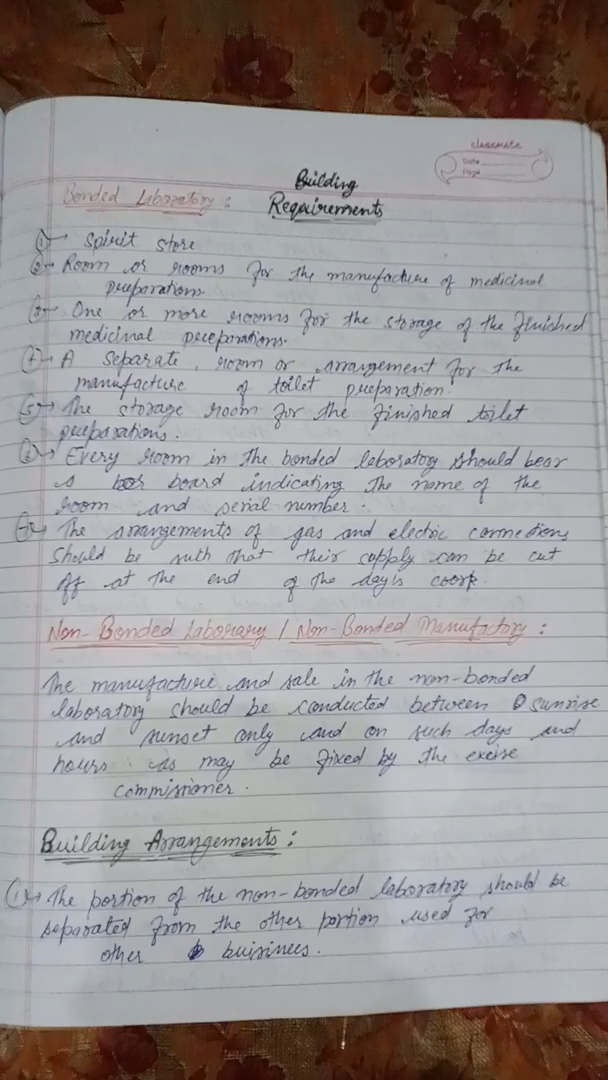 classmate
Date
Page
Building
Bonded Laboratory : Requirements
1 → Spirit store
2 → Room or rooms for the manufacture of medicinal
preparations.
3 → One or more rooms for the storage of the finished
medicinal preparations.
4 → A separate room or arrangement for the
manufacture of toilet preparation.
5 → The storage room for the finished toilet
preparations.
6 → Every room in the bonded laboratory should bear
a board indicating the name of the
room and serial number.
7 → The arrangements of gas and electric connections
should be such that their supply can be cut
off at the end of the day's
Non-Bonded Laborary / Non-Bonded Manufactory :
The manufacture and sale in the non-bonded
laboratory should be conducted between sunrise
and sunset only and on such days and
hours as may be fixed by the excise
commissioner.
Building Arrangements :
1 → The portion of the non-bonded laboratory should be
separated from the other portion used for
other buisinees.